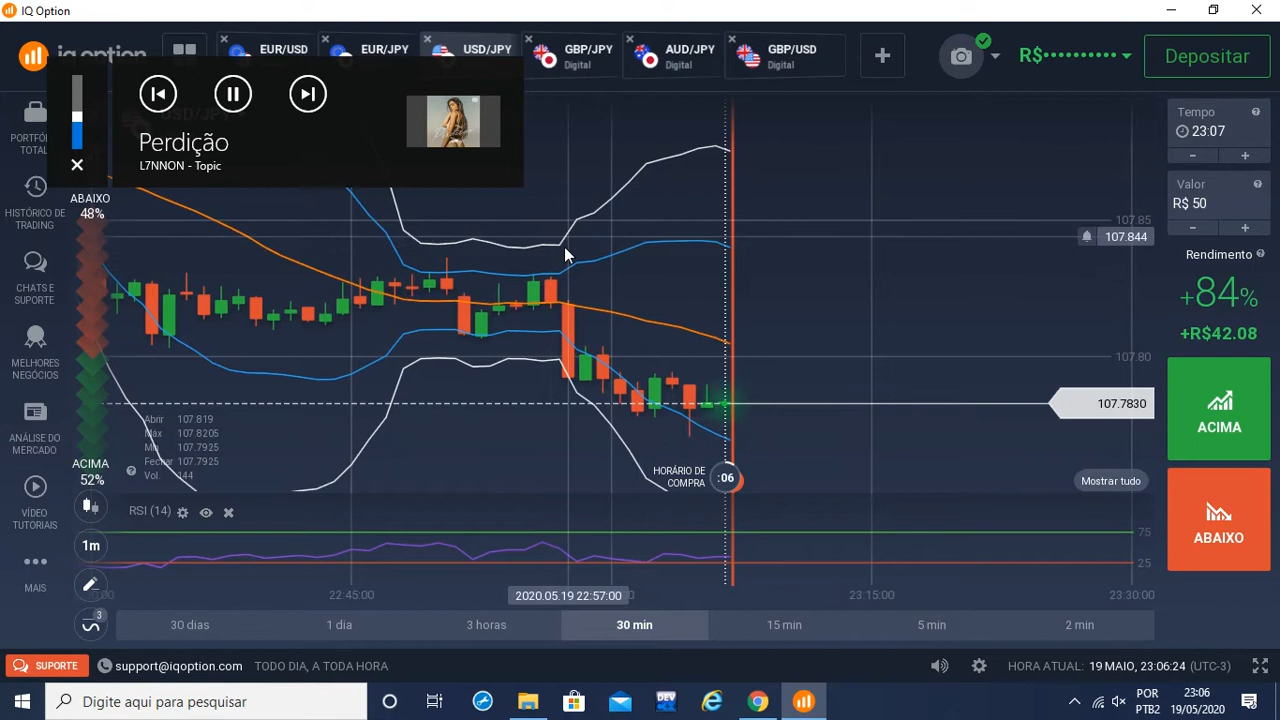 IQ Option
iq option
EUR/USD
EUR/JPY
USD/JPY
GBP/JPY
Digital
AUD/JPY
Digital
GBP/USD
Digital
R$••••••••••
Depositar
Perdição
L7NNON - Topic
PORTFÓ
TOTAL
HISTÓRICO DE
TRADING
CHATS E
SUPORTE
MELHORES
NEGÓCIOS
ANÁLISE DO
MERCADO
VÍDEO
TUTORIAIS
MAIS
ABAIXO
48%
ACIMA
52%
Abrir 107.819
Máx 107.8205
Mín 107.7925
Fechar 107.7925
Vol. 144
HORÁRIO DE
COMPRA
:06
107.85
107.844
107.80
107.7830
Mostrar tudo
RSI (14)
75
25
1m
3
:00
22:45:00
2020.05.19 22:57:00
23:15:00
23:30:00
30 dias
1 dia
3 horas
30 min
15 min
5 min
2 min
Tempo
23:07
Valor
R$ 50
Rendimento
+84%
+R$42.08
ACIMA
ABAIXO
SUPORTE
support@iqoption.com
TODO DIA, A TODA HORA
HORA ATUAL: 19 MAIO, 23:06:24 (UTC-3)
Digite aqui para pesquisar
DEV
POR
PTB2
23:06
19/05/2020